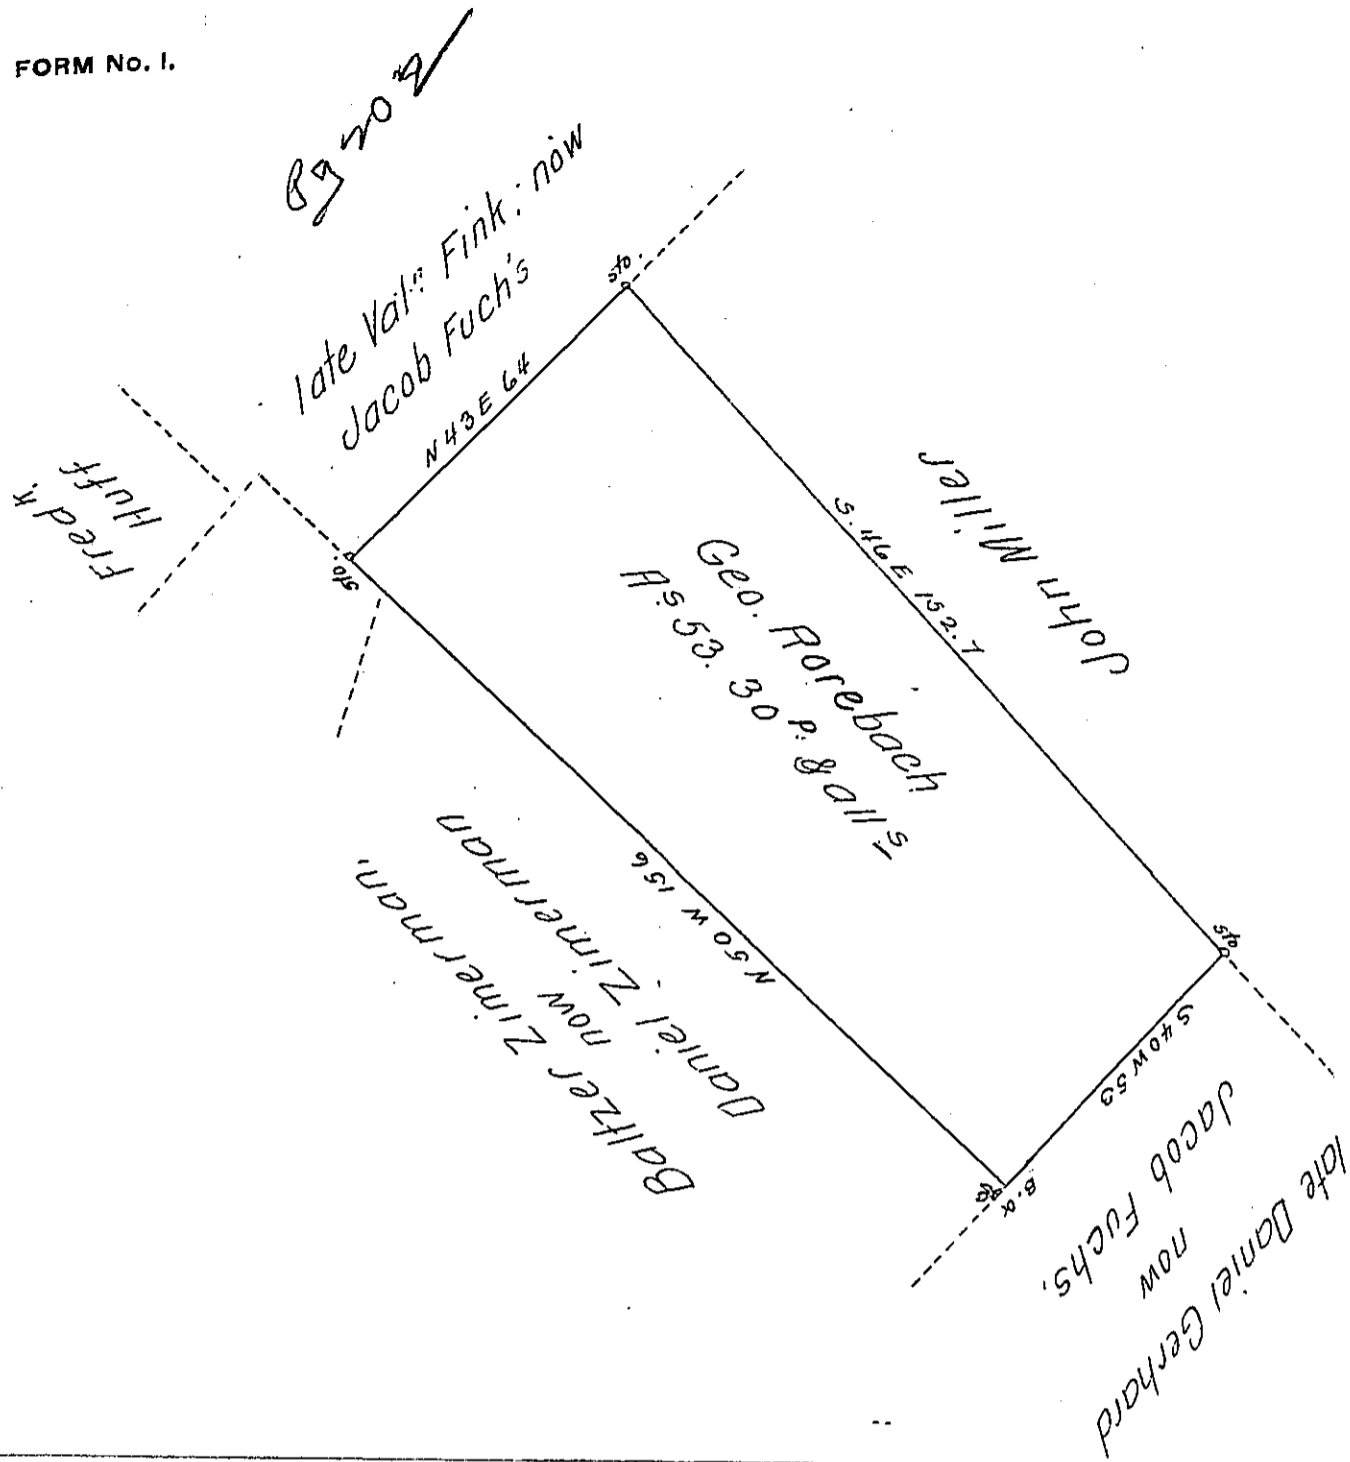 FORM No. 1.
late Val.ⁿ Fink; now
Jacob Fuch's
N 43 E 64
sto.
sto.
Fred k,
Huff
S. 46 E 152.7
John Miller
Geo. Rorebach
A.S 53. 30 P. & all.s
N 50 W 156
Baltzer Zimerman.
now
Daniel Zimerman
sto
S 40 W 53
B.O
late Daniel Gerhard
now
Jacob Fuchs.